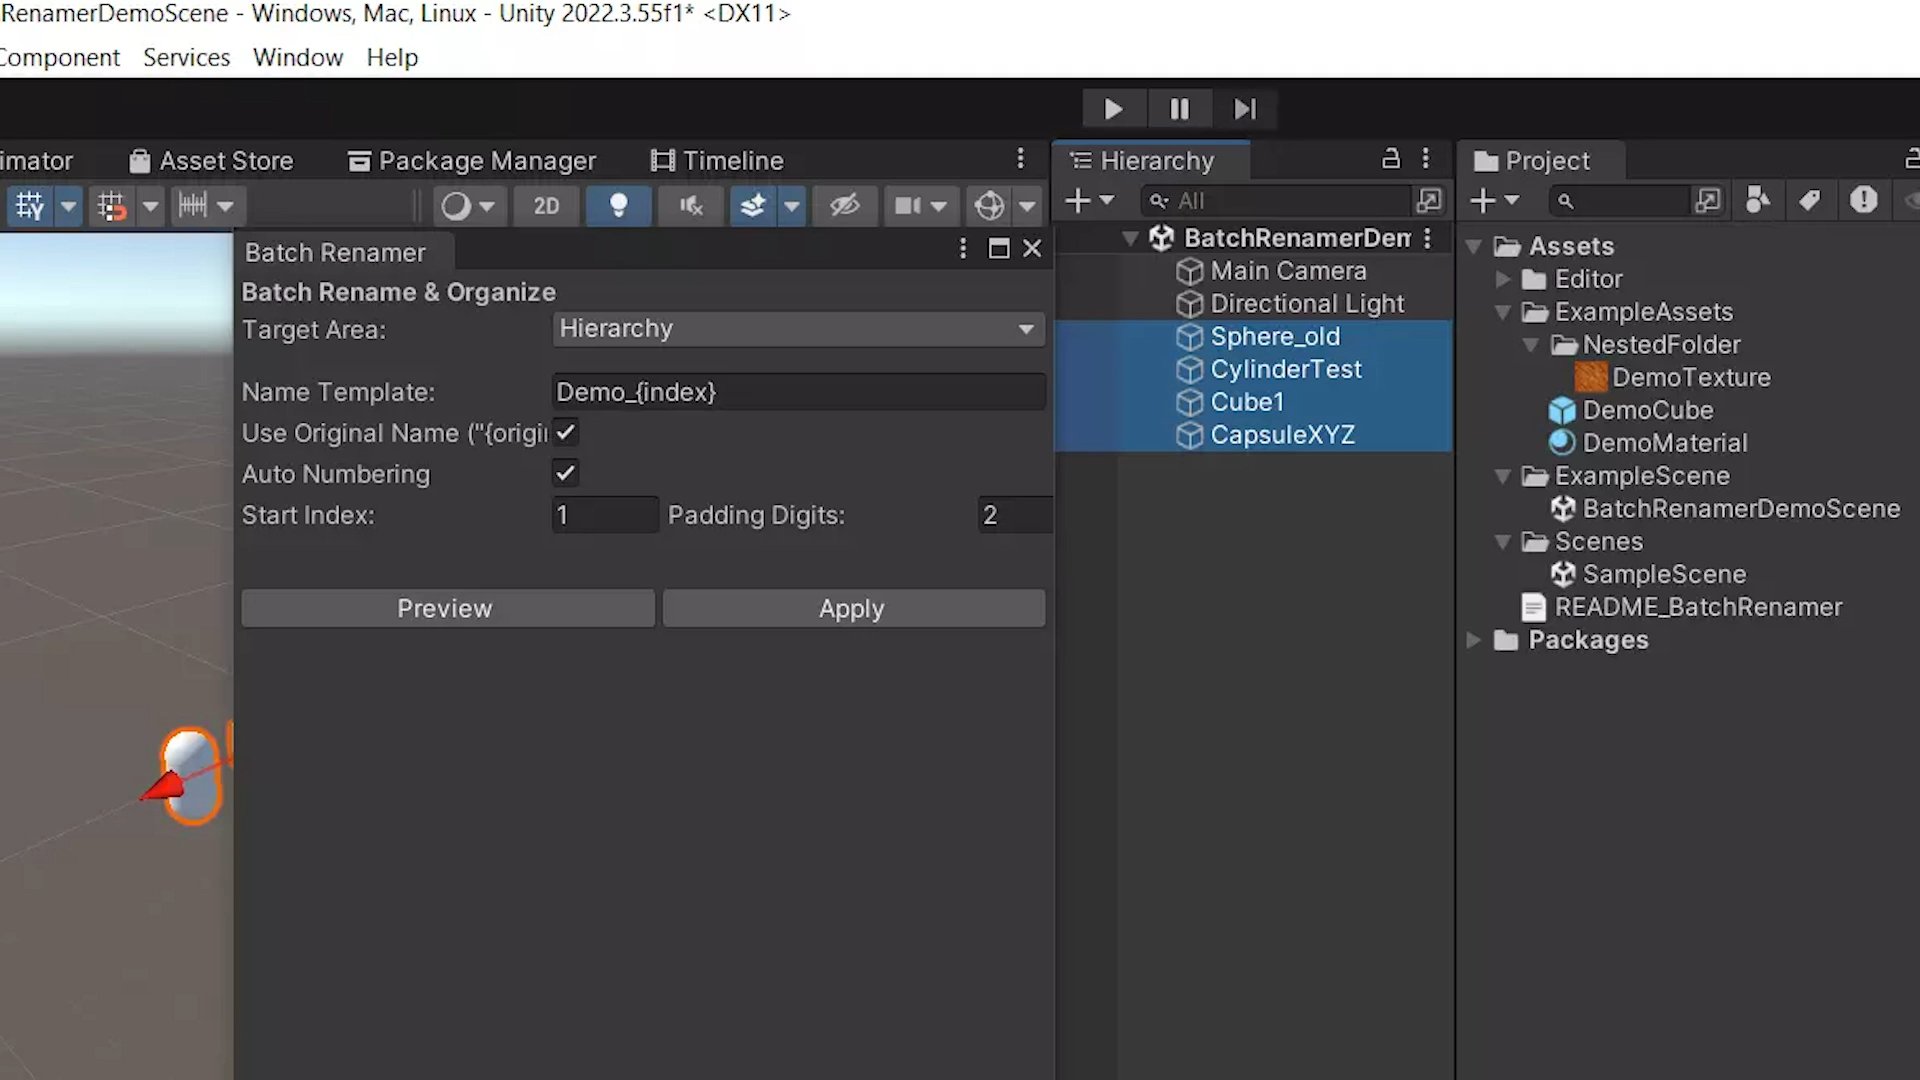 RenamerDemoScene - Windows, Mac, Linux - Unity 2022.3.55f1* <DX11>
Component Services Window Help
imator Asset Store Package Manager Timeline
2D
Batch Renamer
Batch Rename & Organize
Target Area: Hierarchy
Name Template: Demo_{index}
Use Original Name ("{origi
Auto Numbering
Start Index: 1 Padding Digits: 2
Preview Apply
Hierarchy
All
BatchRenamerDem
Main Camera
Directional Light
Sphere_old
CylinderTest
Cube1
CapsuleXYZ
Project
Assets
Editor
ExampleAssets
NestedFolder
DemoTexture
DemoCube
DemoMaterial
ExampleScene
BatchRenamerDemoScene
Scenes
SampleScene
README_BatchRenamer
Packages